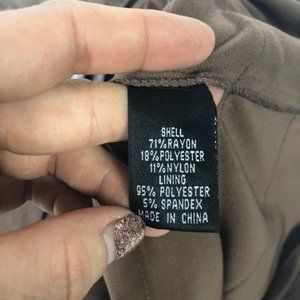 SHELL
71%RAYON
18%POLYESTER
11%NYLON
LINING
95% POLYESTER
5% SPANDEX
MADE IN CHINA